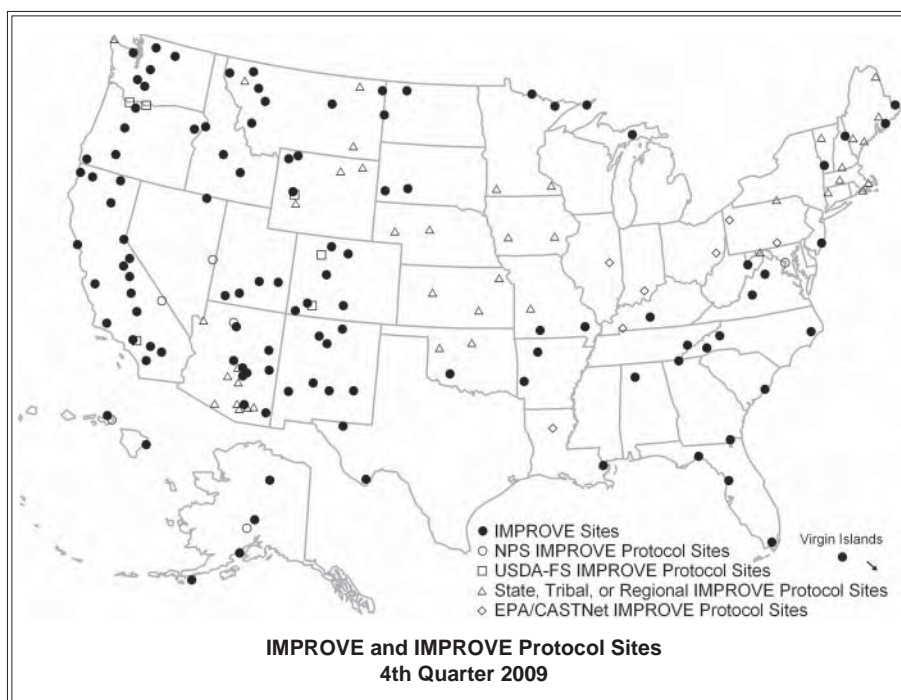 IMPROVE Sites
NPS IMPROVE Protocol Sites
USDA-FS IMPROVE Protocol Sites
State, Tribal, or Regional IMPROVE Protocol Sites
EPA/CASTNet IMPROVE Protocol Sites
Virgin Islands
IMPROVE and IMPROVE Protocol Sites
4th Quarter 2009